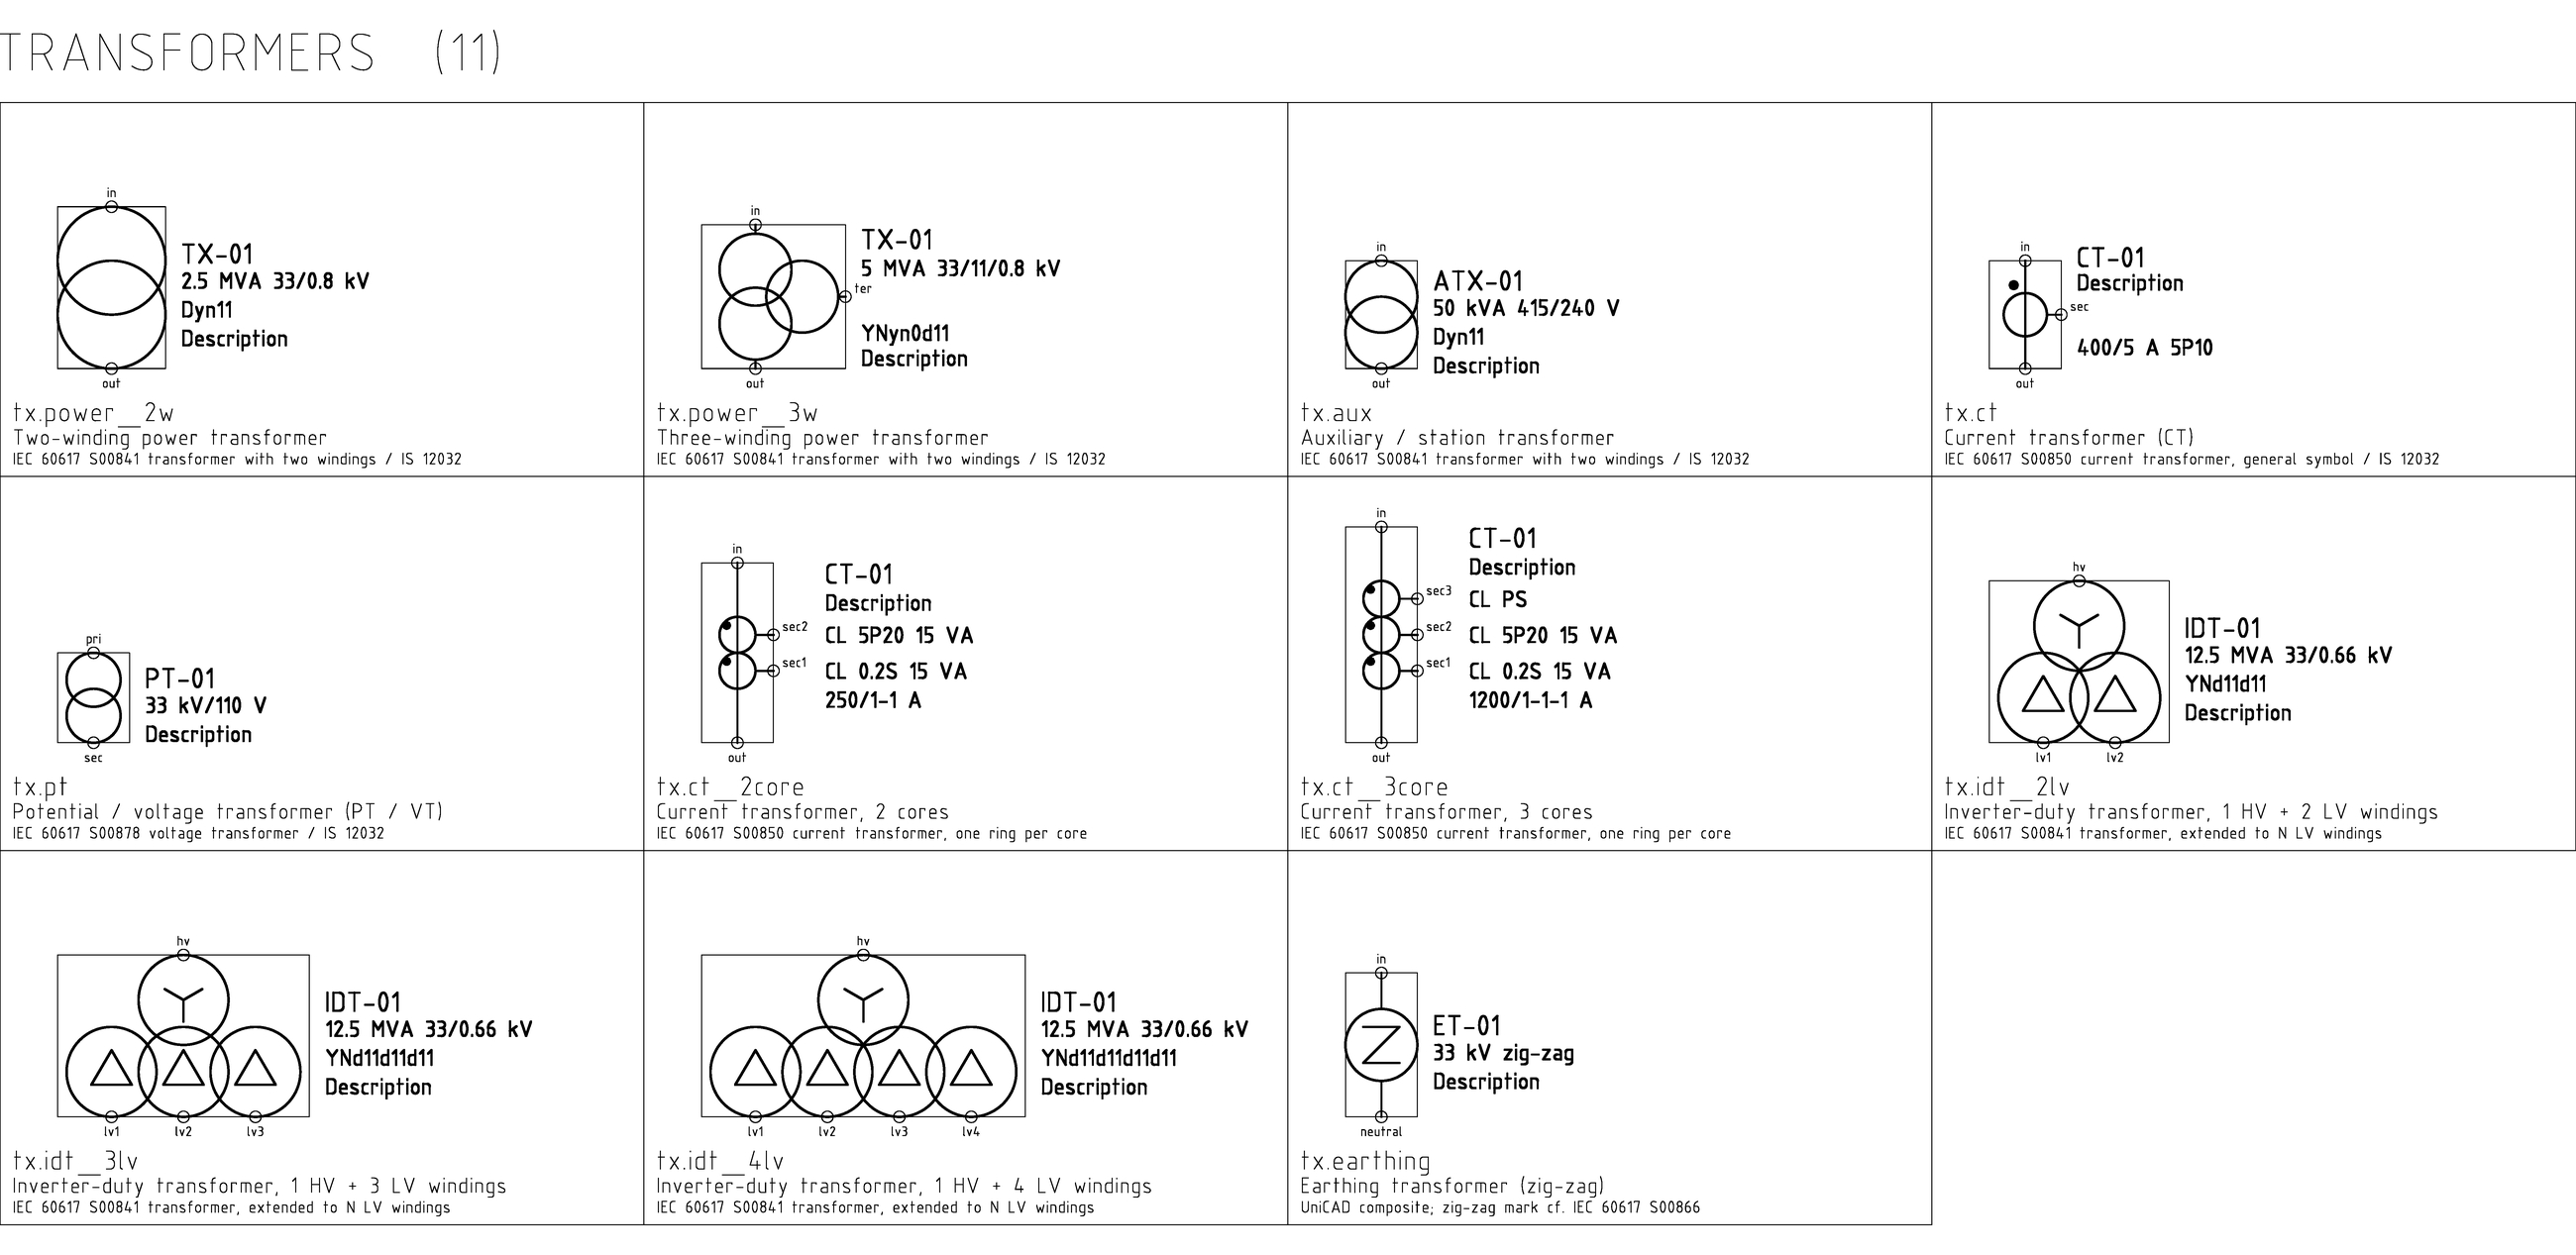 TRANSFORMERS (11)
in
TX-01
2.5 MVA 33/0.8 kV
Dyn11
Description
out
tx.power__2w
Two-winding power transformer
IEC 60617 S00841 transformer with two windings / IS 12032
in
TX-01
5 MVA 33/11/0.8 kV
ter
YNyn0d11
Description
out
tx.power__3w
Three-winding power transformer
IEC 60617 S00841 transformer with two windings / IS 12032
in
ATX-01
50 kVA 415/240 V
Dyn11
Description
out
tx.aux
Auxiliary / station transformer
IEC 60617 S00841 transformer with two windings / IS 12032
in
CT-01
Description
sec
400/5 A 5P10
out
tx.ct
Current transformer (CT)
IEC 60617 S00850 current transformer, general symbol / IS 12032
pri
PT-01
33 kV/110 V
Description
sec
tx.pt
Potential / voltage transformer (PT / VT)
IEC 60617 S00878 voltage transformer / IS 12032
in
CT-01
Description
sec2
CL 5P20 15 VA
sec1
CL 0.2S 15 VA
250/1-1 A
out
tx.ct__2core
Current transformer, 2 cores
IEC 60617 S00850 current transformer, one ring per core
in
CT-01
Description
sec3
CL PS
sec2
CL 5P20 15 VA
sec1
CL 0.2S 15 VA
1200/1-1-1 A
out
tx.ct__3core
Current transformer, 3 cores
IEC 60617 S00850 current transformer, one ring per core
hv
IDT-01
12.5 MVA 33/0.66 kV
YNd11d11
Description
lv1 lv2
tx.idt__2lv
Inverter-duty transformer, 1 HV + 2 LV windings
IEC 60617 S00841 transformer, extended to N LV windings
hv
IDT-01
12.5 MVA 33/0.66 kV
YNd11d11d11
Description
lv1 lv2 lv3
tx.idt__3lv
Inverter-duty transformer, 1 HV + 3 LV windings
IEC 60617 S00841 transformer, extended to N LV windings
hv
IDT-01
12.5 MVA 33/0.66 kV
YNd11d11d11d11
Description
lv1 lv2 lv3 lv4
tx.idt__4lv
Inverter-duty transformer, 1 HV + 4 LV windings
IEC 60617 S00841 transformer, extended to N LV windings
in
ET-01
33 kV zig-zag
Description
neutral
tx.earthing
Earthing transformer (zig-zag)
UniCAD composite; zig-zag mark cf. IEC 60617 S00866